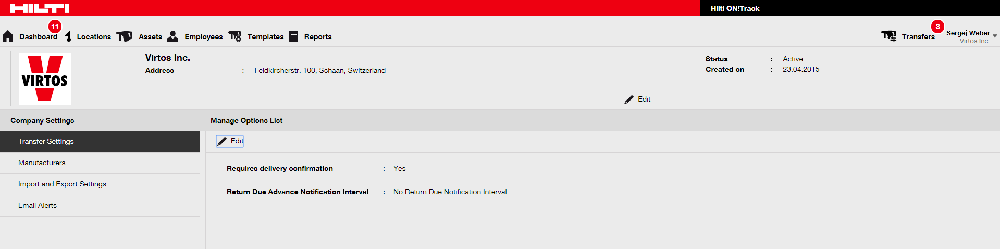 HILTI
Hilti ON!Track
Dashboard 11 Locations Assets Employees Templates Reports Transfers 3 Sergej Weber
Virtos Inc.
VIRTOS
Virtos Inc.
Address : Feldkircherstr. 100, Schaan, Switzerland
Edit
Status : Active
Created on : 23.04.2015
Company Settings
Transfer Settings
Manufacturers
Import and Export Settings
Email Alerts
Manage Options List
Edit
Requires delivery confirmation : Yes
Return Due Advance Notification Interval : No Return Due Notification Interval